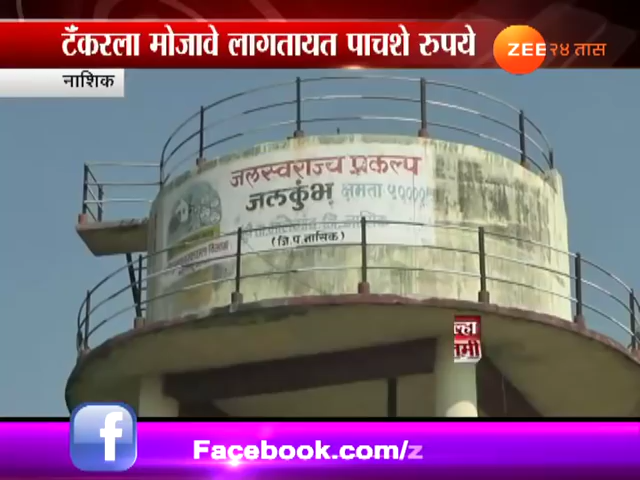 टँकरला मोजावे लागतायत पाचशे रुपये
ZEE २४ तास
नाशिक
जलस्वराज्य प्रकल्प
जलकुंभ क्षमता
(जि.प.नासिक)
ल्हा
मी
f
Facebook.com/z